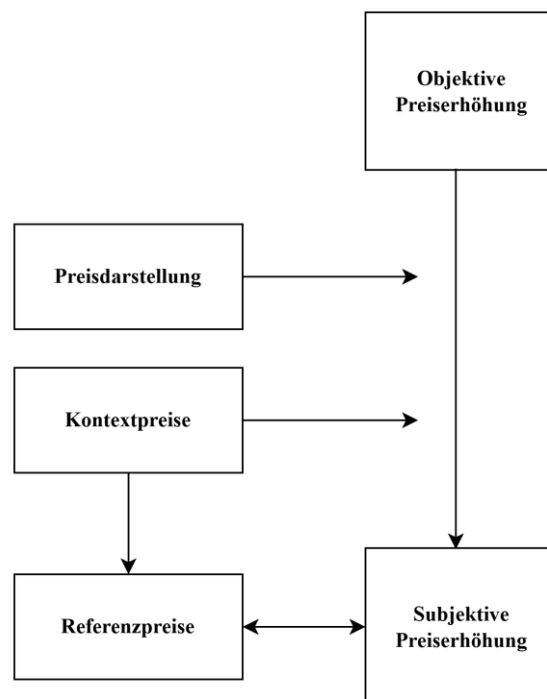 Objektive
Preiserhöhung
Preisdarstellung
Kontextpreise
Referenzpreise
Subjektive
Preiserhöhung